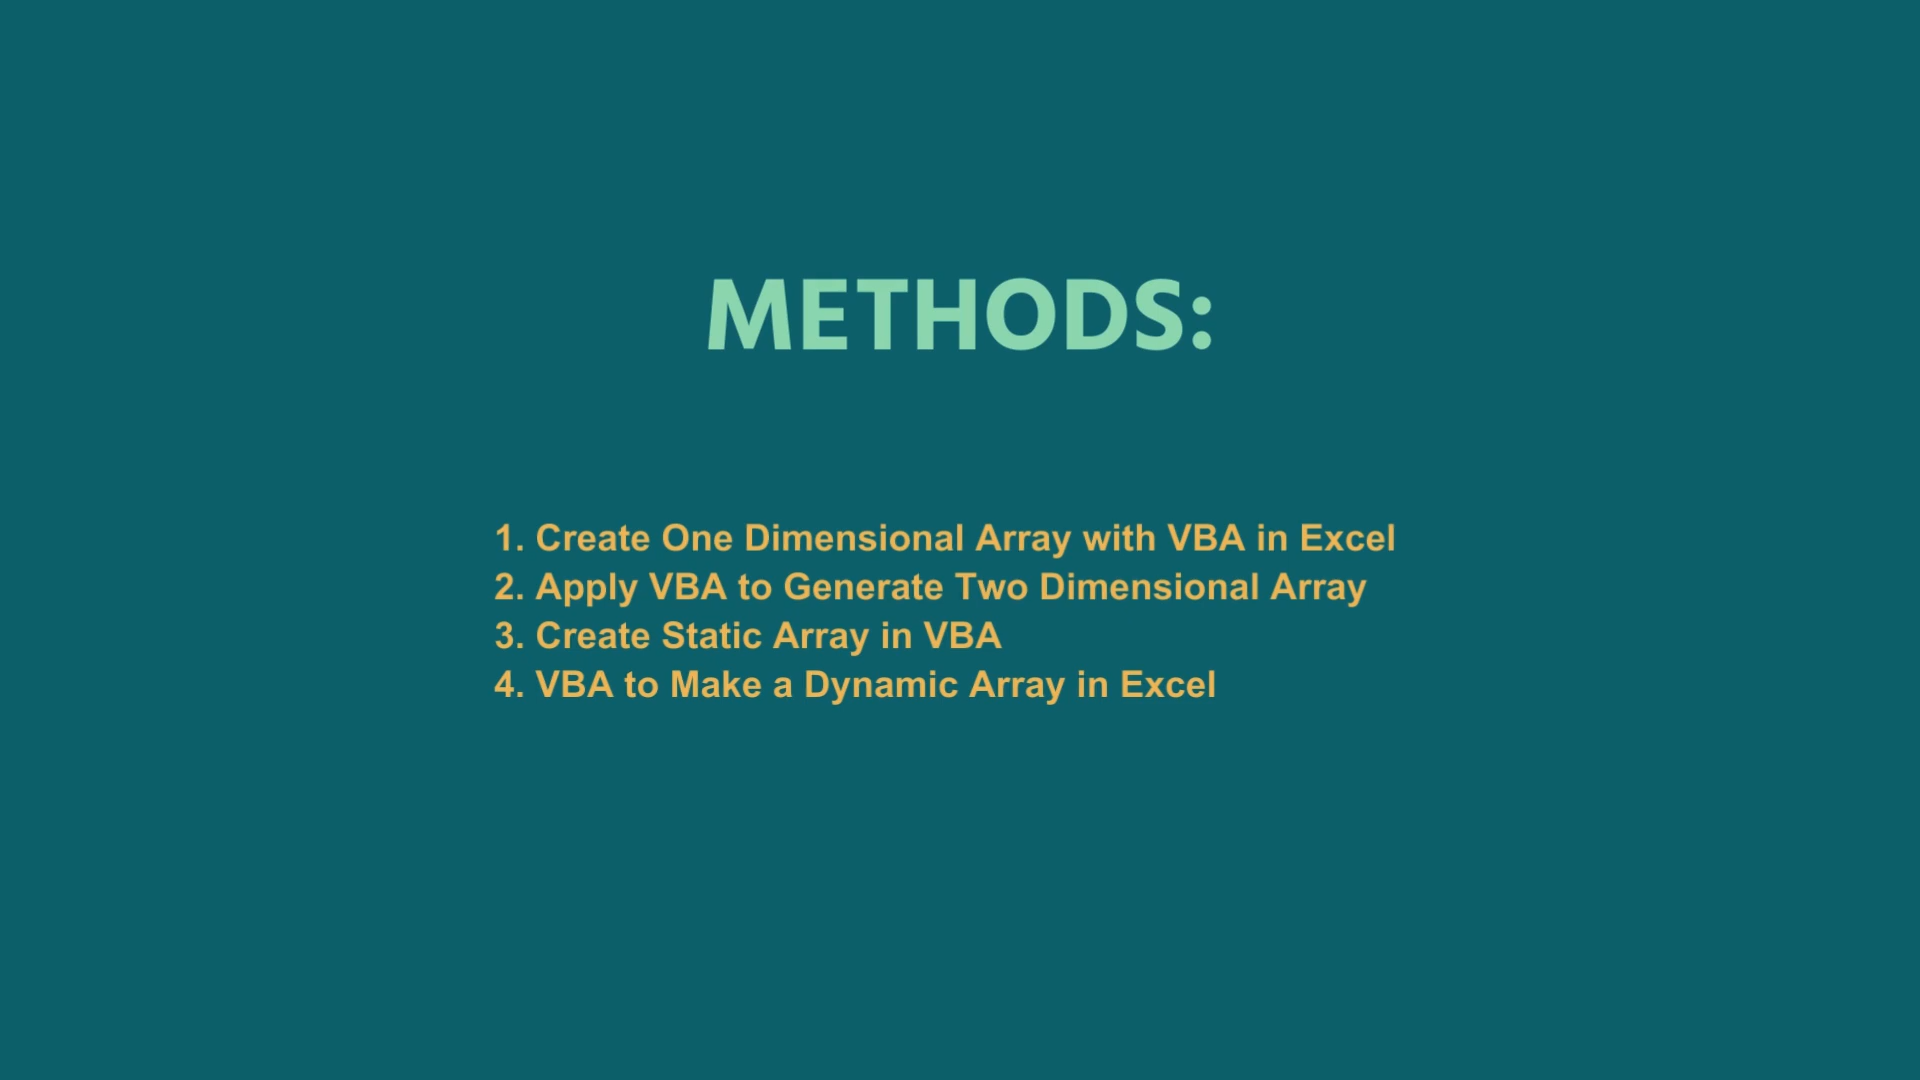 METHODS:
1. Create One Dimensional Array with VBA in Excel
2. Apply VBA to Generate Two Dimensional Array
3. Create Static Array in VBA
4. VBA to Make a Dynamic Array in Excel